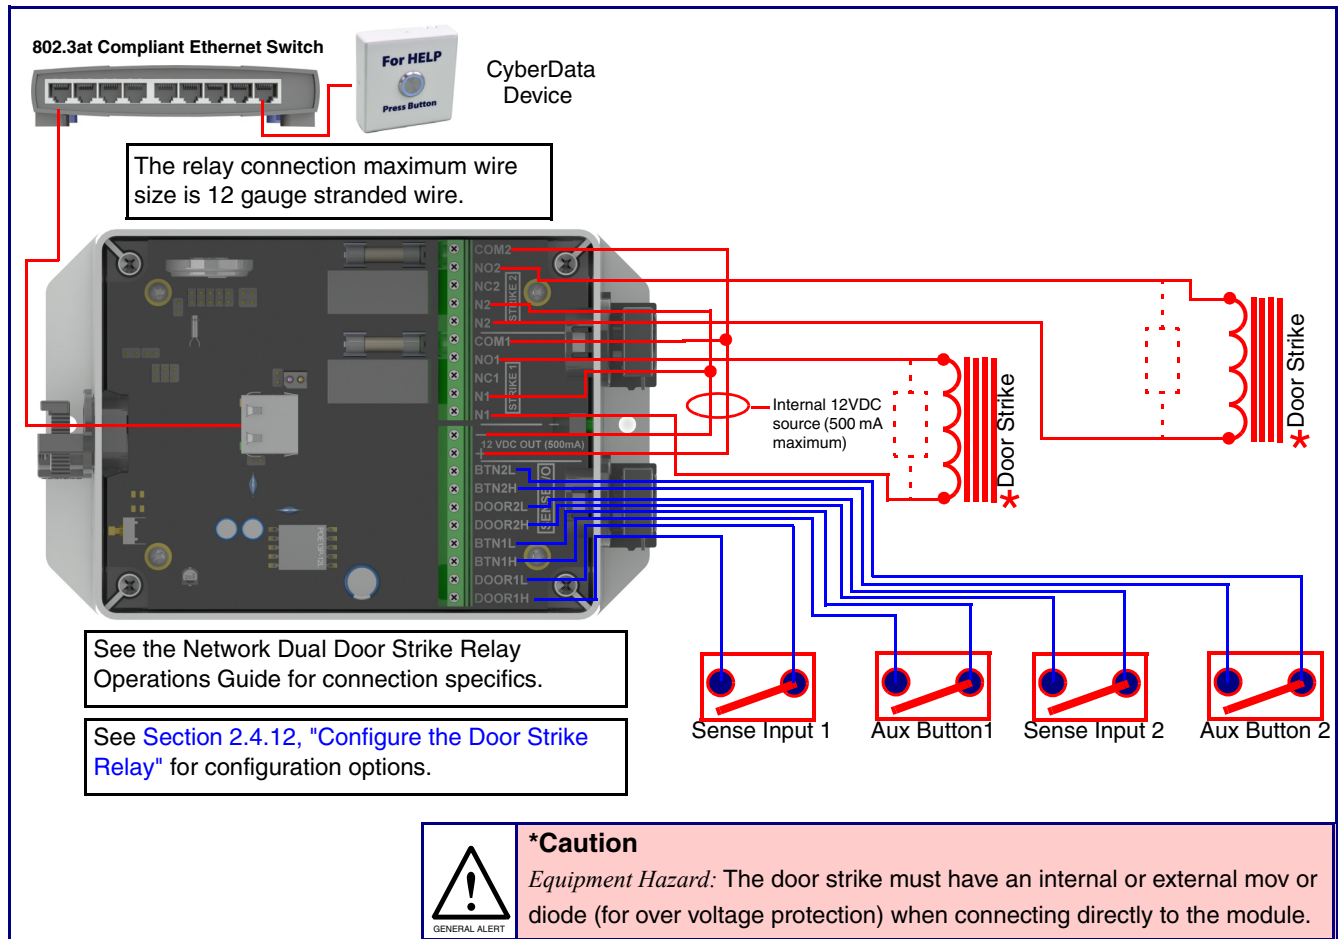 802.3at Compliant Ethernet Switch
For HELP
Press Button
CyberData
Device
The relay connection maximum wire
size is 12 gauge stranded wire.
COM2
NO2
NC2
N2
N2
STRIKE 2
COM1
NO1
NC1
N1
N1
STRIKE 1
-
12 VDC OUT (500mA)
+
BTN2L
BTN2H
DOOR2L
DOOR2H
BTN1L
BTN1H
DOOR1L
DOOR1H
Internal 12VDC
source (500 mA
maximum)
*Door Strike
*Door Strike
Sense Input 1
Aux Button1
Sense Input 2
Aux Button 2
See the Network Dual Door Strike Relay
Operations Guide for connection specifics.
See Section 2.4.12, "Configure the Door Strike
Relay" for configuration options.
GENERAL ALERT
*Caution
Equipment Hazard: The door strike must have an internal or external mov or
diode (for over voltage protection) when connecting directly to the module.